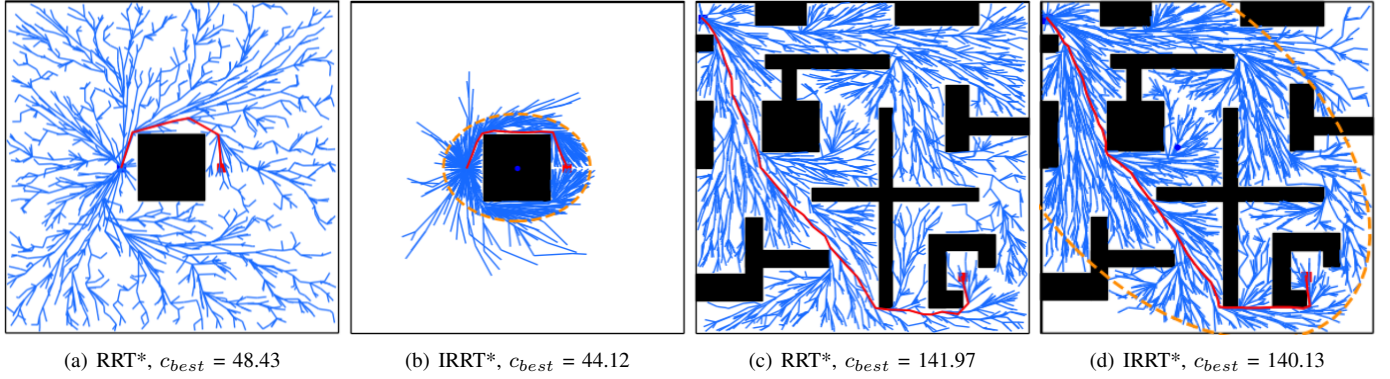 (a) RRT*, c_best = 48.43
(b) IRRT*, c_best = 44.12
(c) RRT*, c_best = 141.97
(d) IRRT*, c_best = 140.13